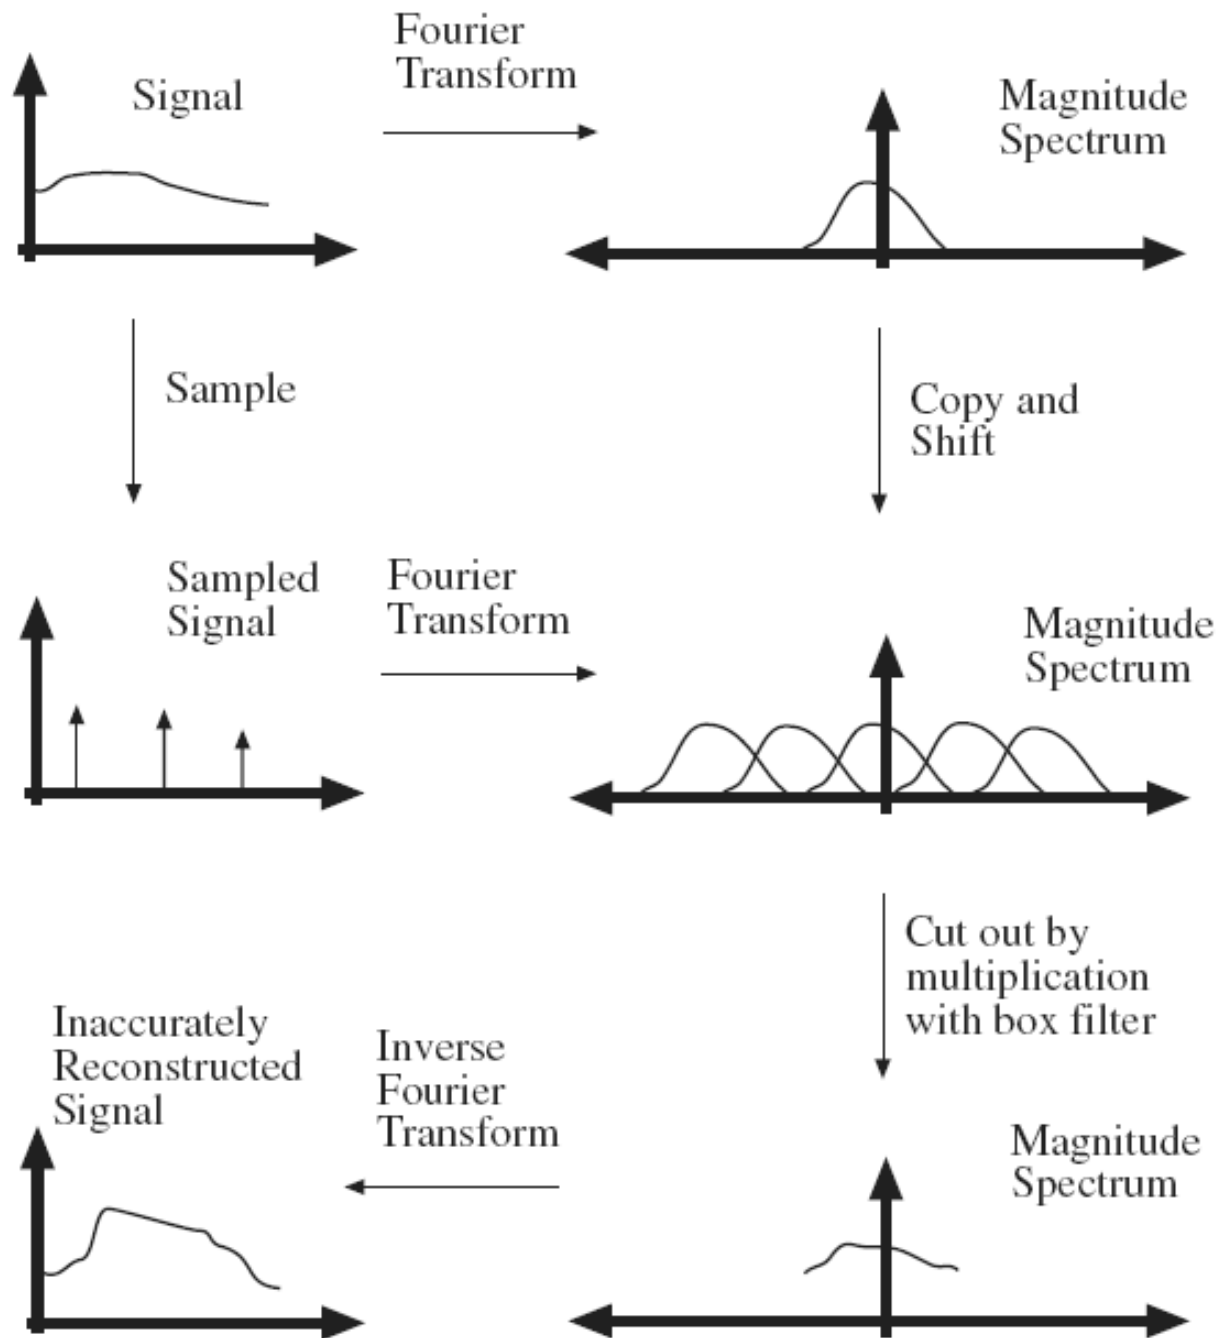 Fourier
Transform
Signal
Magnitude
Spectrum
Sample
Copy and
Shift
Sampled
Signal
Fourier
Transform
Magnitude
Spectrum
Cut out by
multiplication
with box filter
Inaccurately
Reconstructed
Signal
Inverse
Fourier
Transform
Magnitude
Spectrum